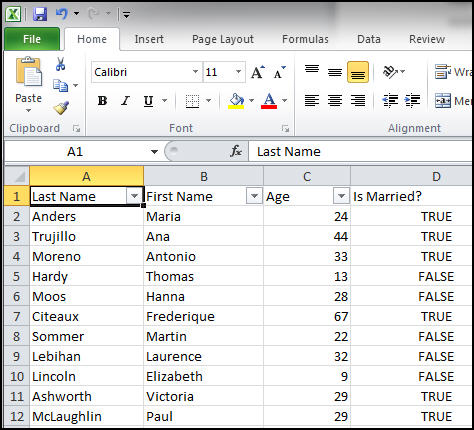 File Home Insert Page Layout Formulas Data Review
Calibri 11 A A
Paste B I U A
Clipboard Font Alignment
A1 fx Last Name
A B C D
1 Last Name First Name Age Is Married?
2 Anders Maria 24 TRUE
3 Trujillo Ana 44 TRUE
4 Moreno Antonio 33 TRUE
5 Hardy Thomas 13 FALSE
6 Moos Hanna 28 FALSE
7 Citeaux Frederique 67 TRUE
8 Sommer Martin 22 FALSE
9 Lebihan Laurence 32 FALSE
10 Lincoln Elizabeth 9 FALSE
11 Ashworth Victoria 29 TRUE
12 McLaughlin Paul 29 TRUE